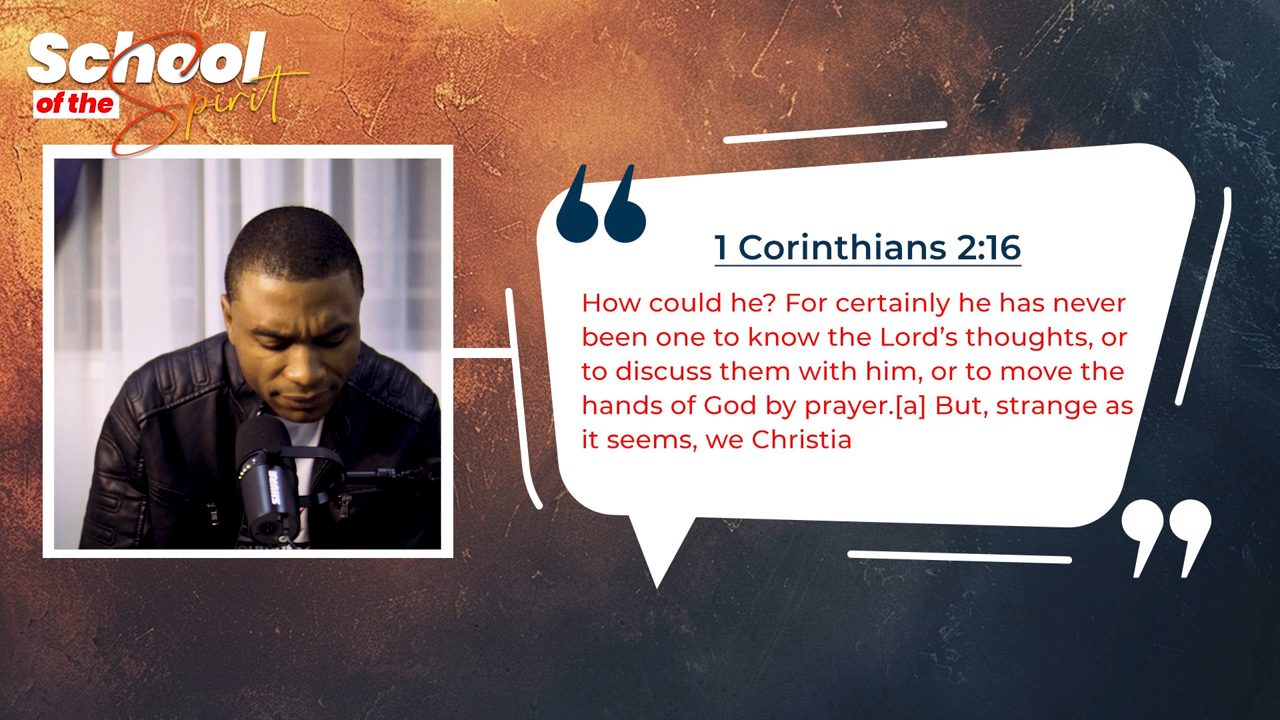 School
of the
Spirit
1 Corinthians 2:16
How could he? For certainly he has never
been one to know the Lord’s thoughts, or
to discuss them with him, or to move the
hands of God by prayer.[a] But, strange as
it seems, we Christia
SHURE